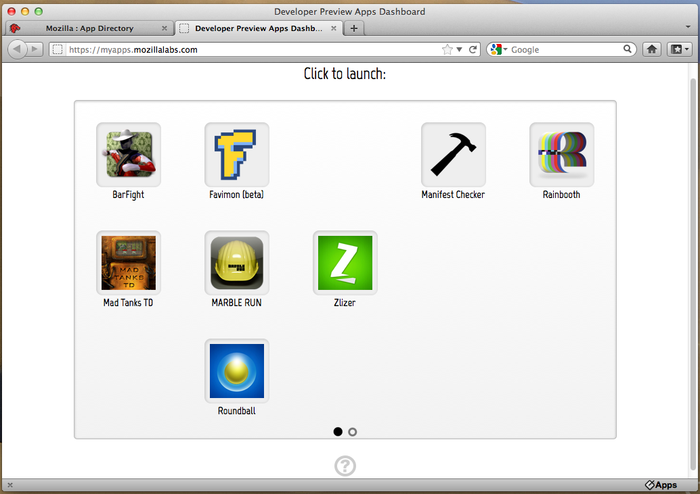 Developer Preview Apps Dashboard
Mozilla : App Directory
Developer Preview Apps Dashb...
https://myapps.mozillalabs.com
Google
Click to launch:
BarFight
Favimon (beta)
Manifest Checker
Rainbooth
MAD
TANKS
TD
Mad Tanks TD
MARBLE RUN
Z
Zlizer
Roundball
?
Apps